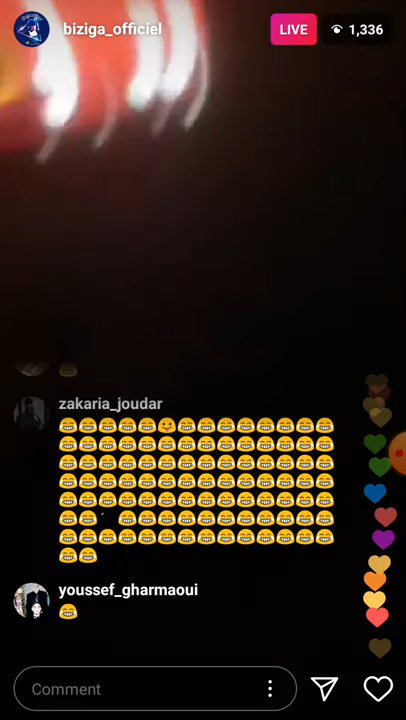 biziga_officiel
LIVE
1,336
zakaria_joudar
youssef_gharmaoui
Comment